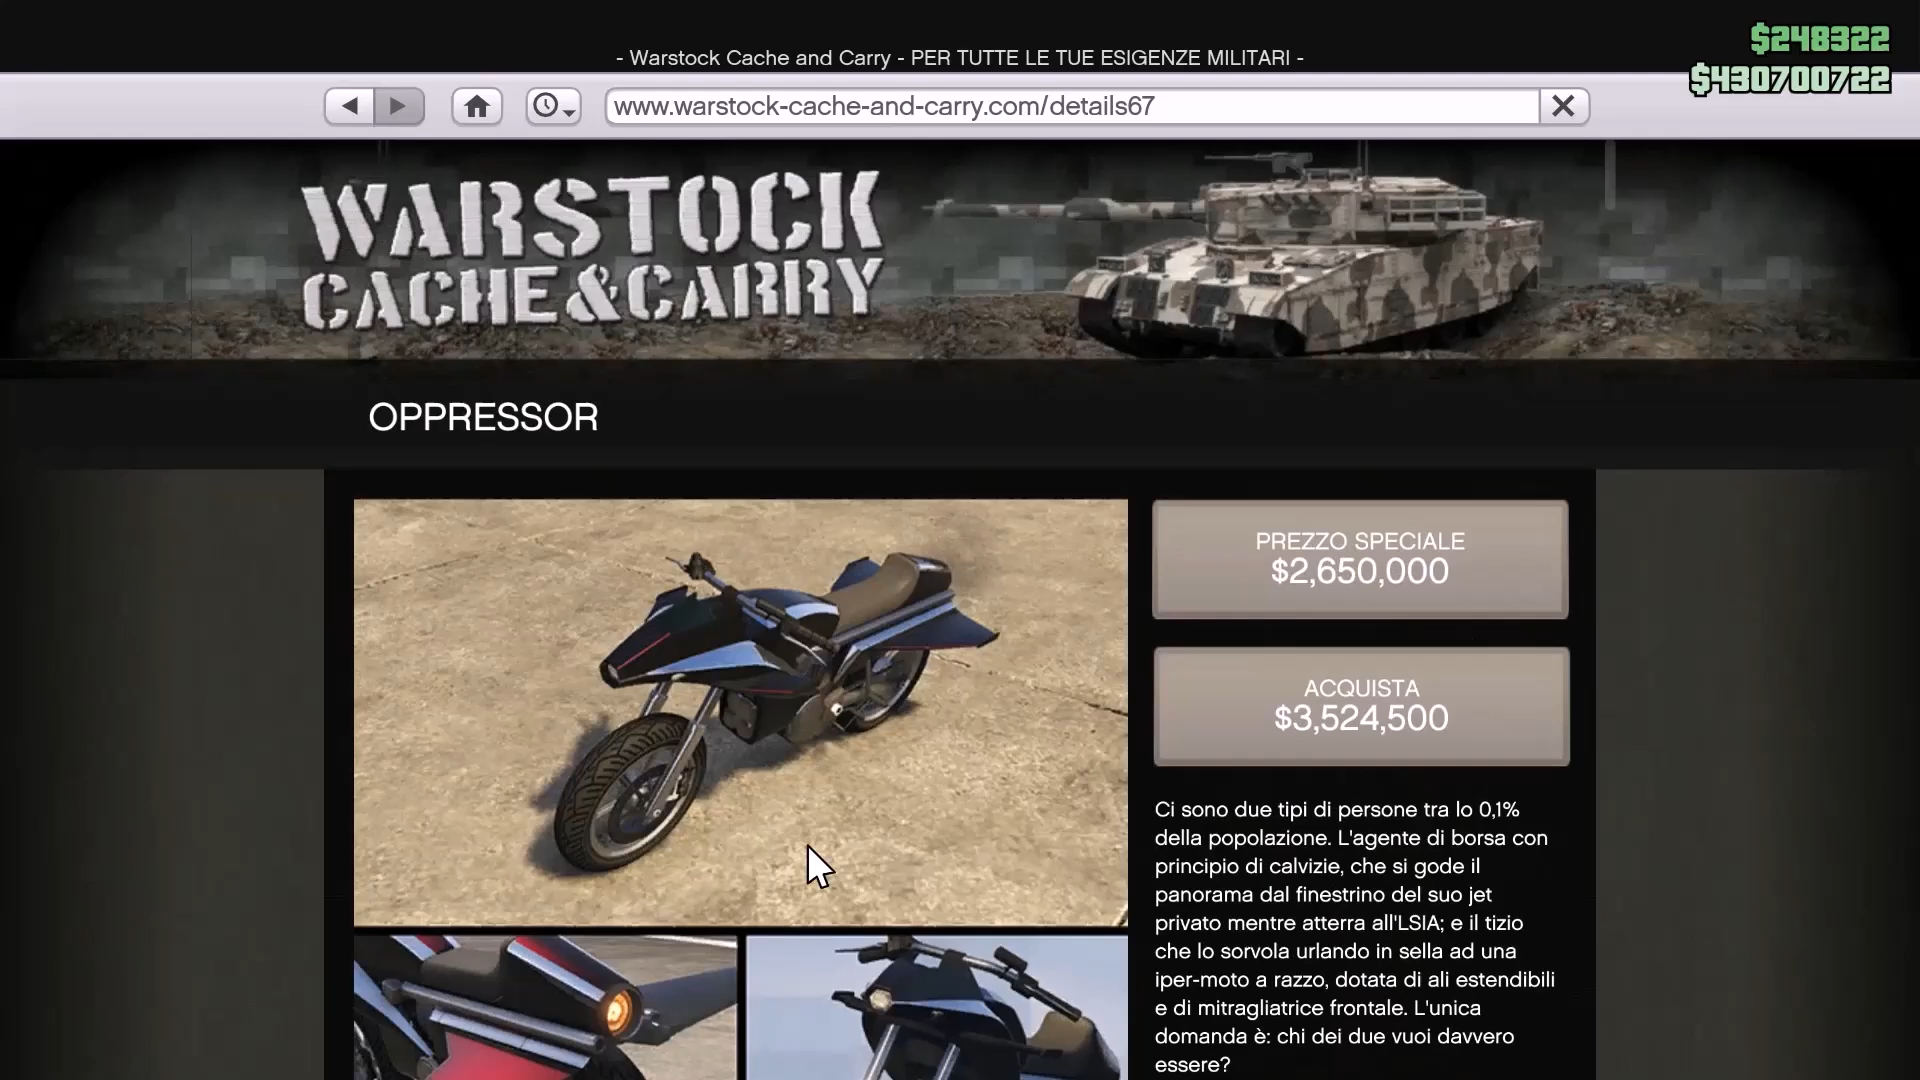 $248322
- Warstock Cache and Carry - PER TUTTE LE TUE ESIGENZE MILITARI -
$430700722
www.warstock-cache-and-carry.com/details67
WARSTOCK
CACHE&CARRY
OPPRESSOR
PREZZO SPECIALE
$2,650,000
ACQUISTA
$3,524,500
Ci sono due tipi di persone tra lo 0,1%
della popolazione. L'agente di borsa con
principio di calvizie, che si gode il
panorama dal finestrino del suo jet
privato mentre atterra all'LSIA; e il tizio
che lo sorvola urlando in sella ad una
iper-moto a razzo, dotata di ali estendibili
e di mitragliatrice frontale. L'unica
domanda è: chi dei due vuoi davvero
essere?